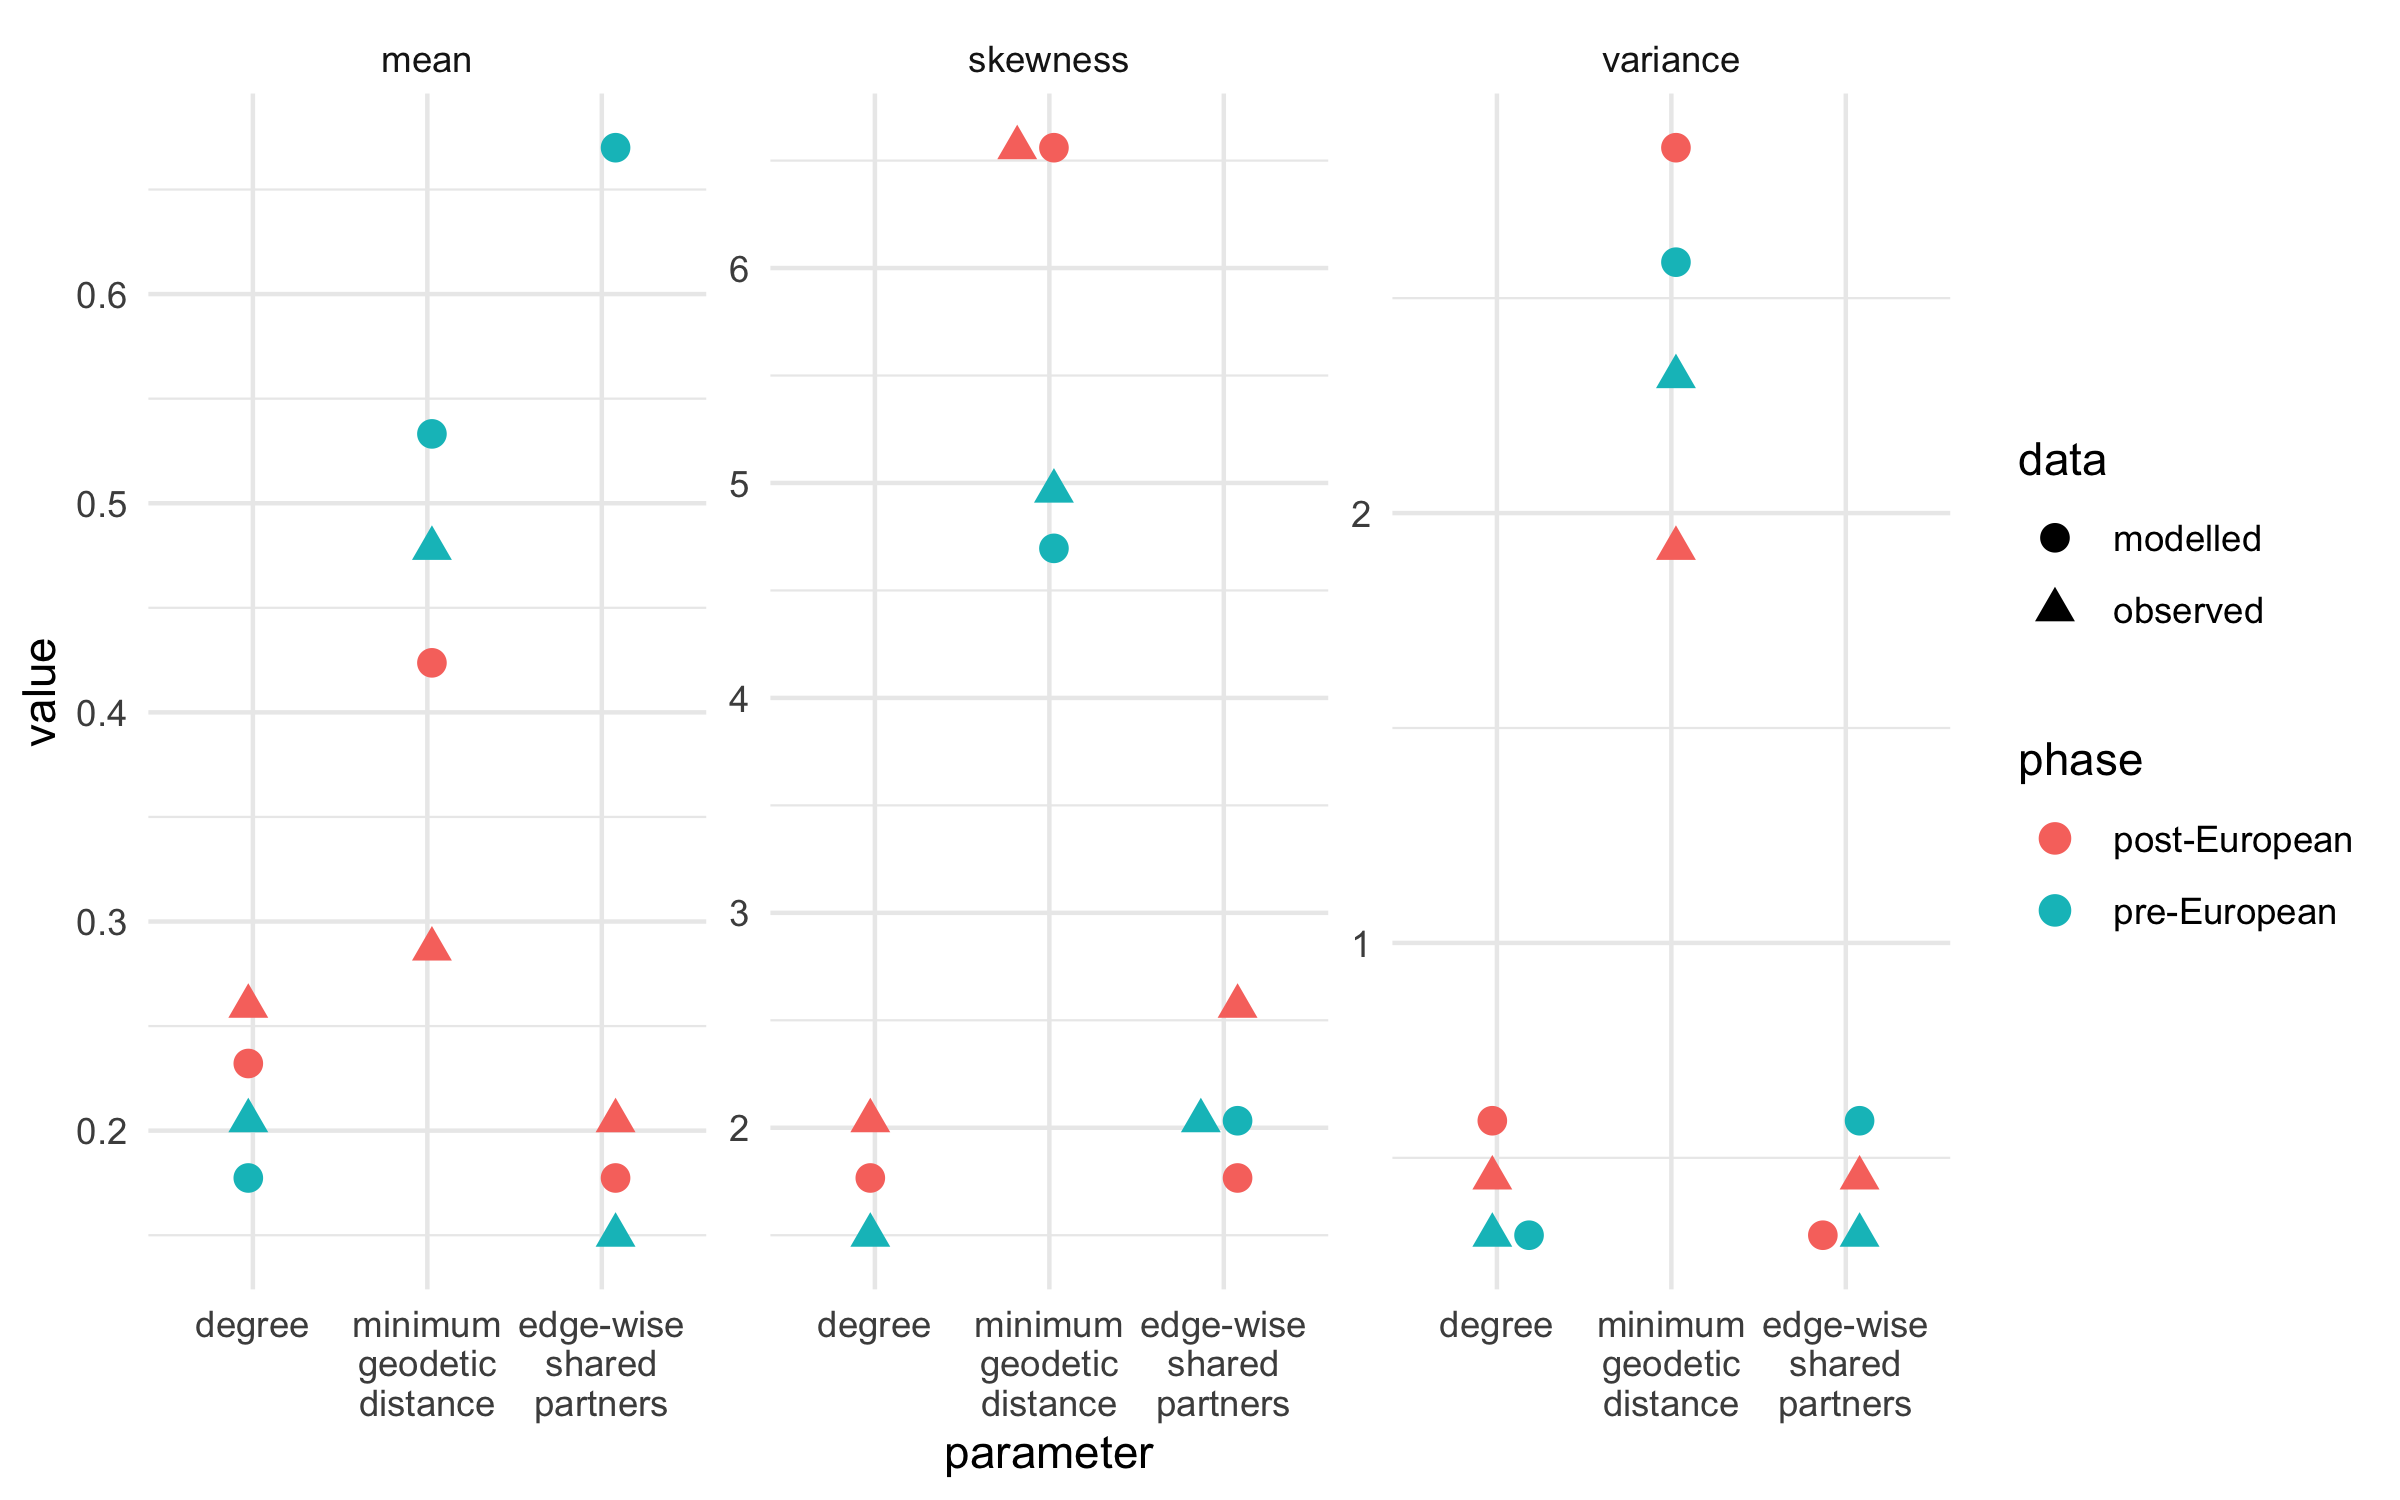 mean
skewness
variance
value
0.6
0.5
0.4
0.3
0.2
6
5
4
3
2
2
1
degree
minimum
geodetic
distance
edge-wise
shared
partners
degree
minimum
geodetic
distance
edge-wise
shared
partners
degree
minimum
geodetic
distance
edge-wise
shared
partners
parameter
data
modelled
observed
phase
post-European
pre-European